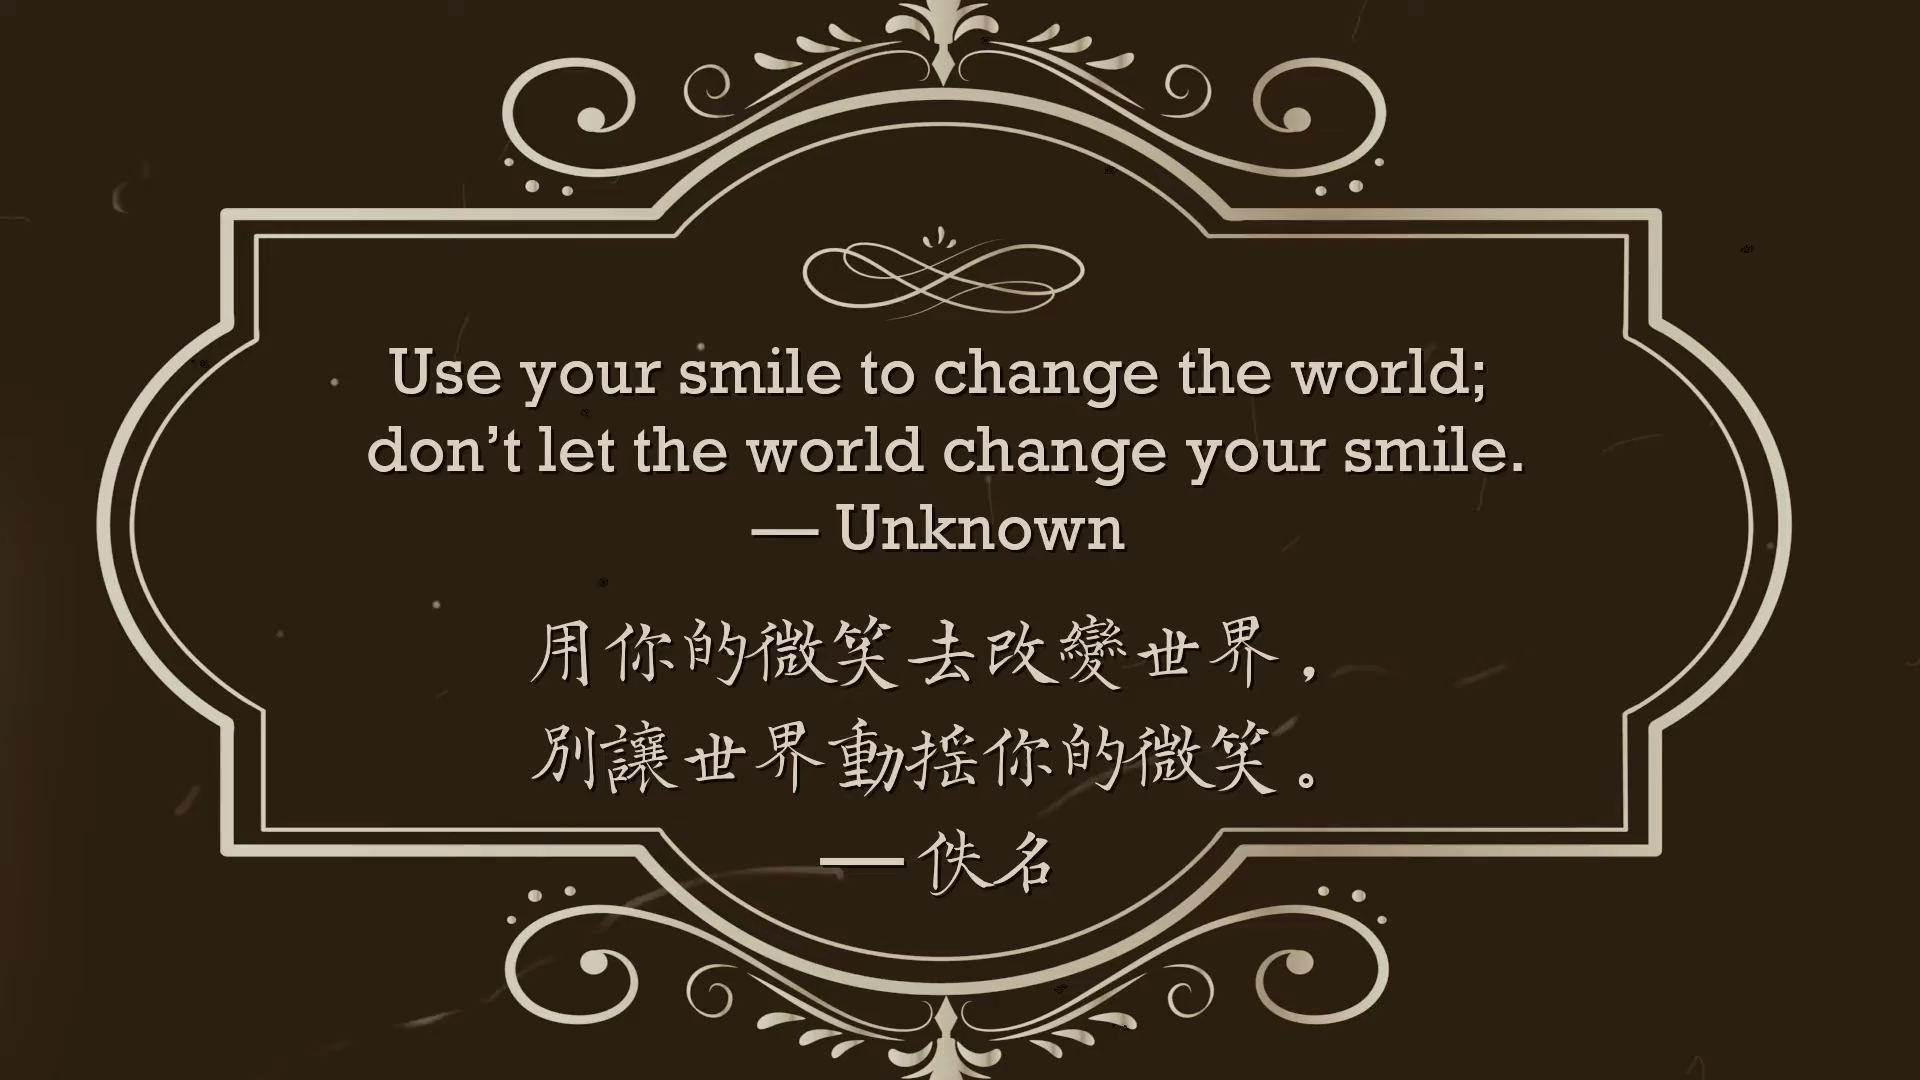 Use your smile to change the world;
don’t let the world change your smile.
— Unknown
用你的微笑去改變世界，
別讓世界動搖你的微笑。
—佚名